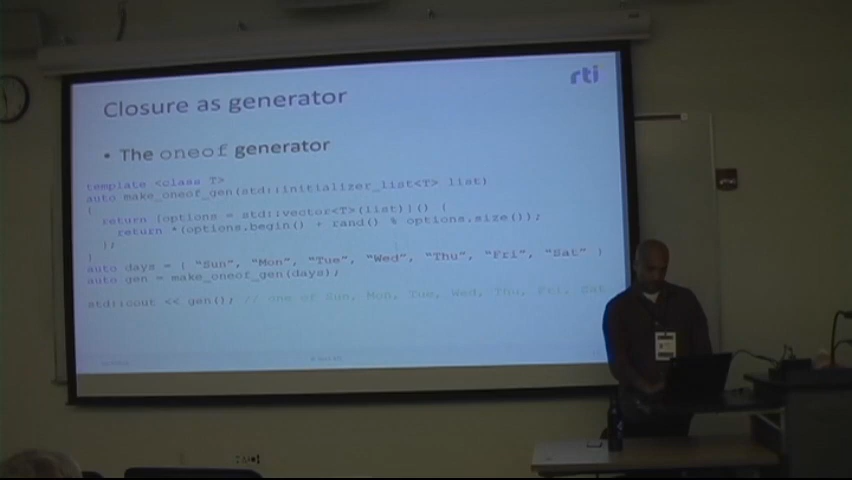 rti
Closure as generator
• The oneof generator
template <class T>
auto make_oneof_gen(std::initializer_list<T> list)
{
return [options = std::vector<T>(list)]() {
return *(options.begin() + rand() % options.size());
};
}
auto days = { "Sun", "Mon", "Tue", "Wed", "Thu", "Fri", "Sat" }
auto gen = make_oneof_gen(days);
std::cout << gen(); // one of Sun, Mon, Tue, Wed, Thu, Fri, Sat